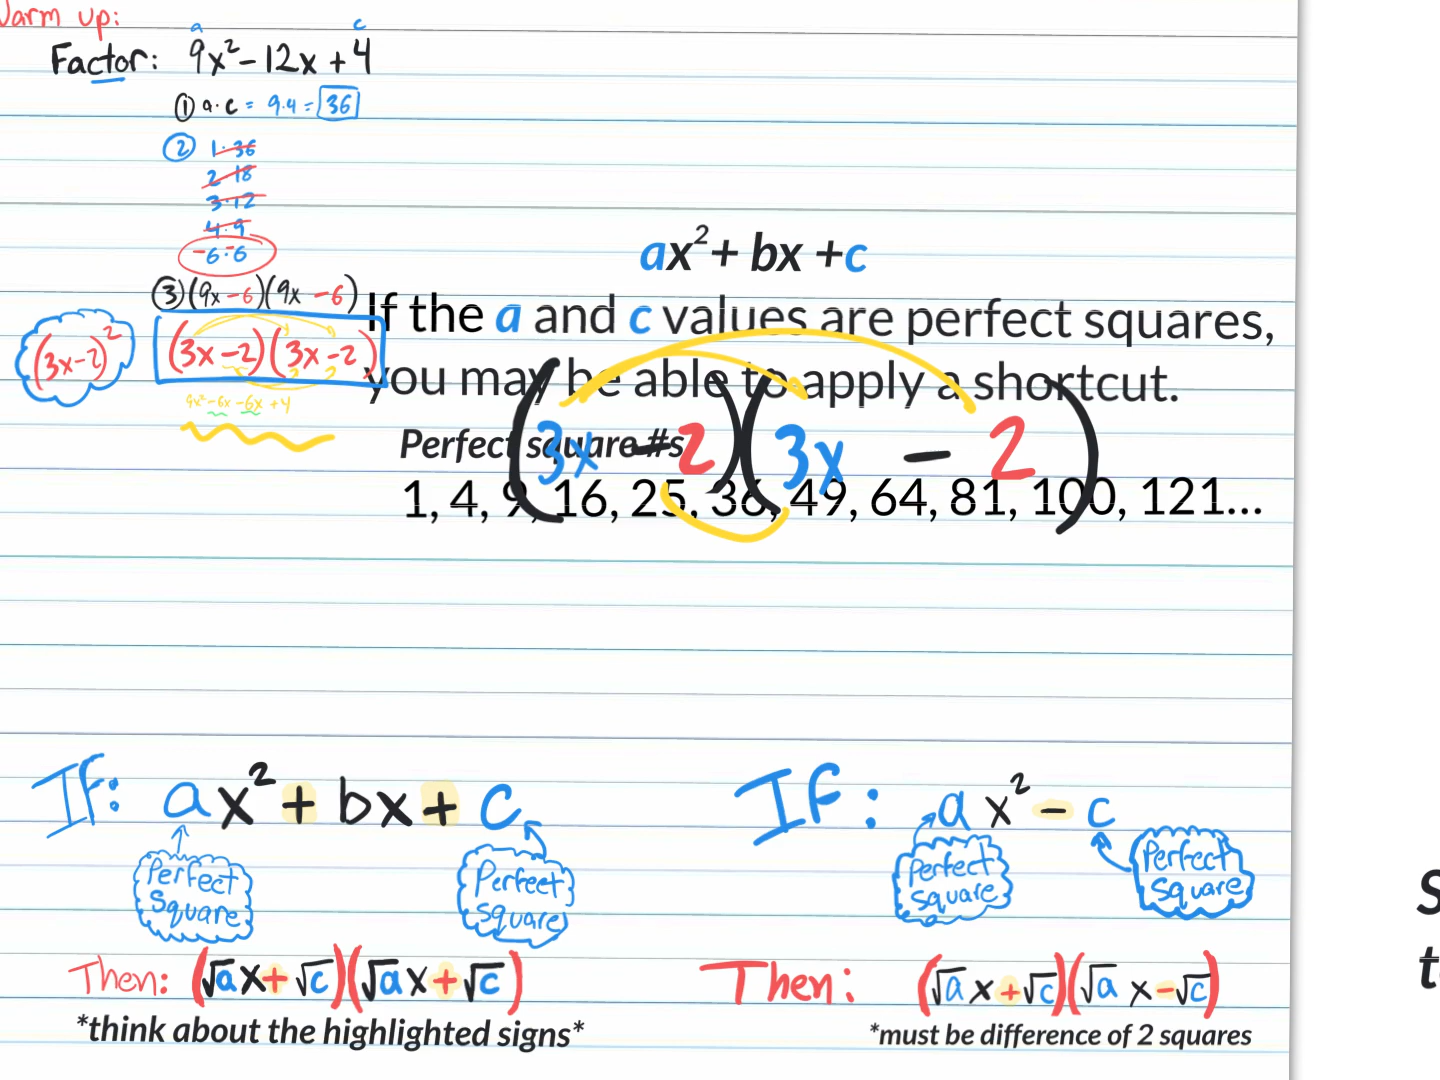 Warm up:
a c
Factor: 9x² - 12x + 4
① a·c = 9·4 = 36
② 1·36
2·18
3·12
4·9
-6·-6
③ (9x - 6)(9x - 6)
(3x - 2)(3x - 2)
(3x - 2)²
9x² - 6x - 6x + 4
ax² + bx + c
If the a and c values are perfect squares,
you may be able to apply a shortcut.
(3x - 2)(3x - 2)
Perfect square #s
1, 4, 9, 16, 25, 36, 49, 64, 81, 100, 121...
If: ax² + bx + c
Perfect
Square
Perfect
square
Then: (√a x + √c)(√a x + √c)
*think about the highlighted signs*
If: ax² - c
Perfect
square
Perfect
square
Then: (√a x + √c)(√a x - √c)
*must be difference of 2 squares